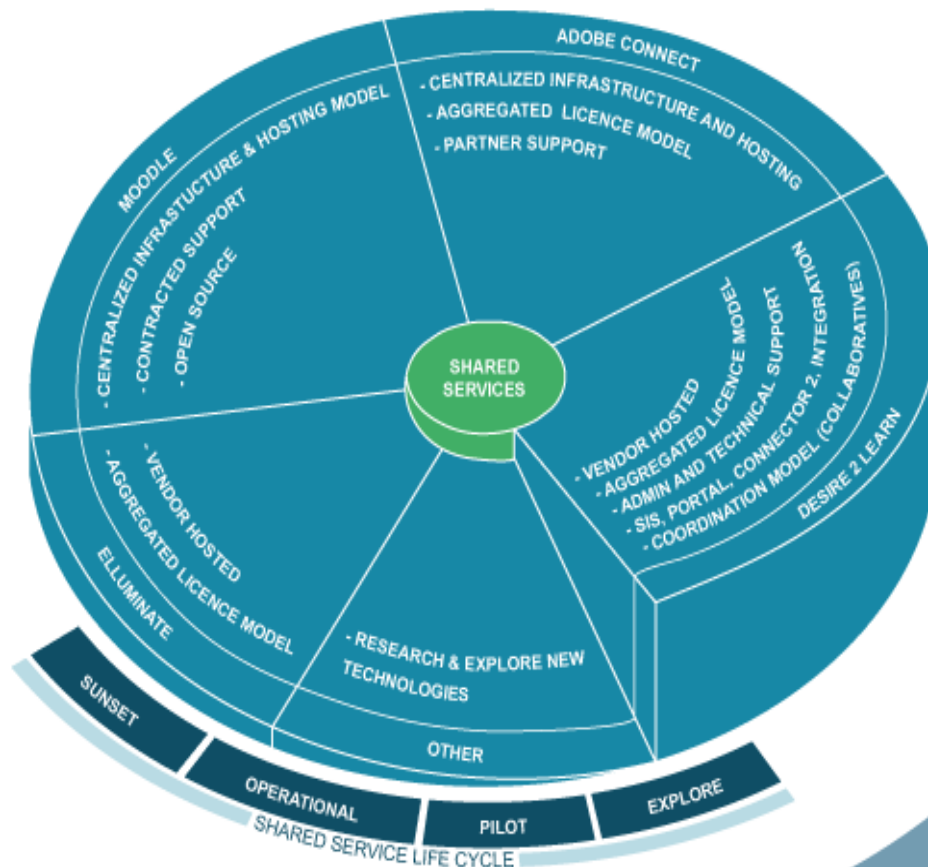 ADOBE CONNECT
- CENTRALIZED INFRASTRUCTURE AND HOSTING
- AGGREGATED LICENCE MODEL
- PARTNER SUPPORT
MOODLE
- CENTRALIZED INFRASTUCTURE & HOSTING MODEL
- CONTRACTED SUPPORT
- OPEN SOURCE
SHARED
SERVICES
- VENDOR HOSTED
- AGGREGATED LICENCE MODEL
- ADMIN AND TECHNICAL SUPPORT
- SIS, PORTAL, CONNECTOR 2. INTEGRATION
- COORDINATION MODEL (COLLABORATIVES)
DESIRE 2 LEARN
- VENDOR HOSTED
- AGGREGATED LICENCE MODEL
ELLUMINATE
- RESEARCH & EXPLORE NEW
TECHNOLOGIES
OTHER
SUNSET
OPERATIONAL
PILOT
EXPLORE
SHARED SERVICE LIFE CYCLE